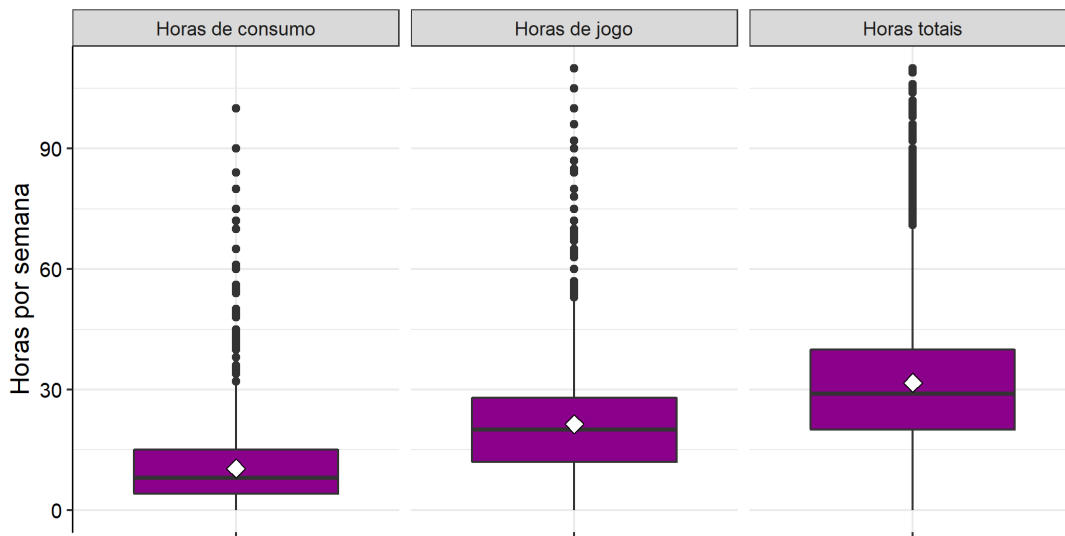 Horas de consumo
Horas de jogo
Horas totais
Horas por semana
90
60
30
0